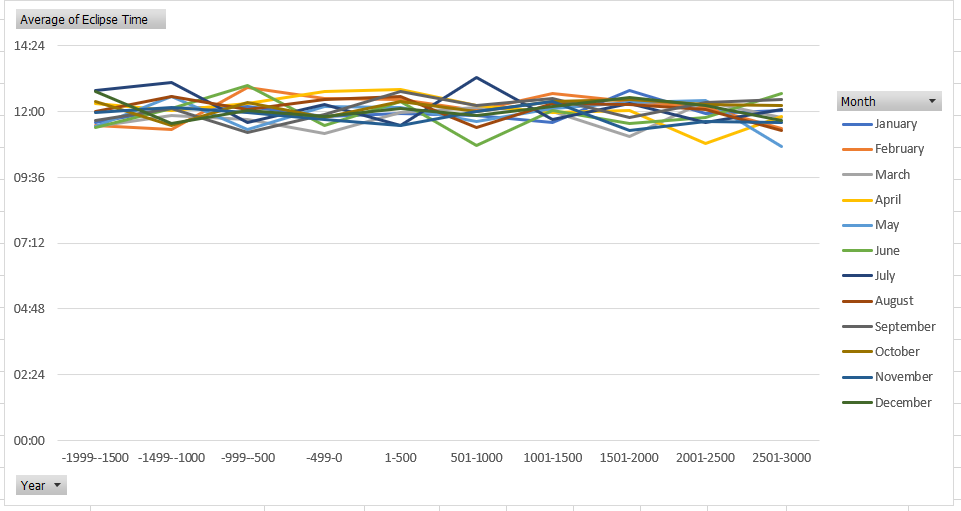 Average of Eclipse Time
14:24
12:00
09:36
07:12
04:48
02:24
00:00
-1999--1500 -1499--1000 -999--500 -499-0 1-500 501-1000 1001-1500 1501-2000 2001-2500 2501-3000
Year
Month
January
February
March
April
May
June
July
August
September
October
November
December